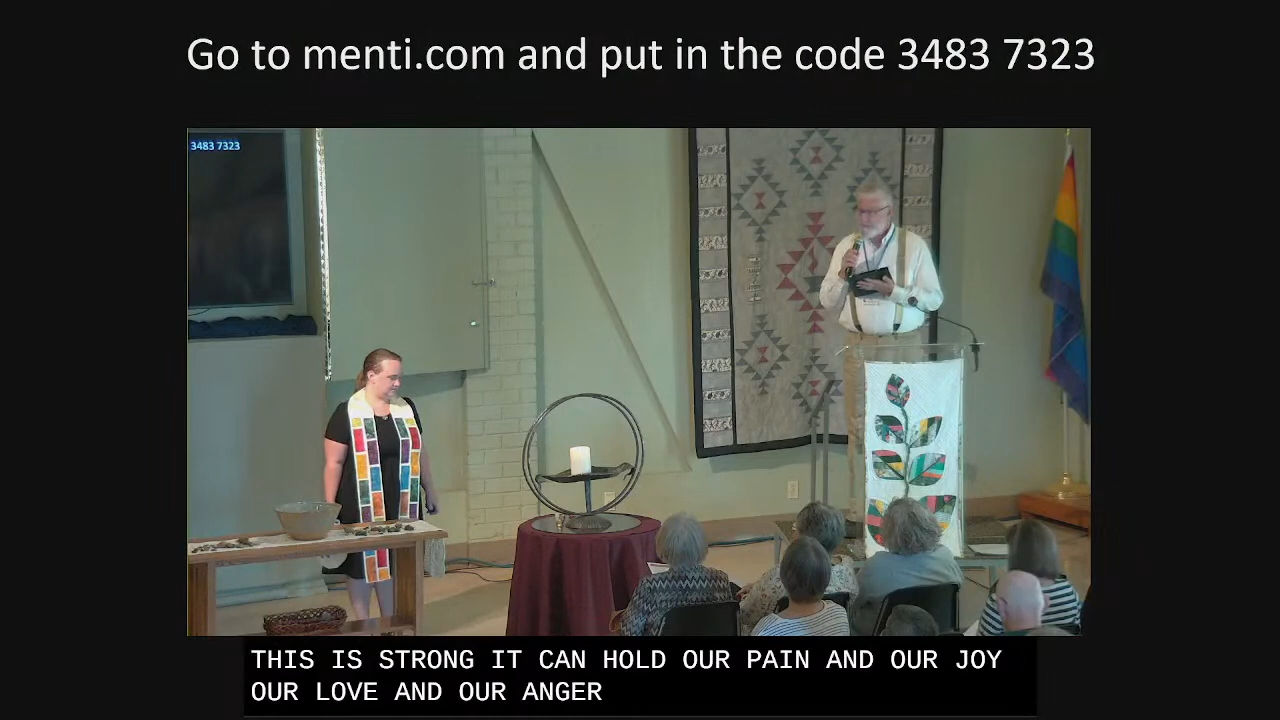 Go to menti.com and put in the code 3483 7323
3483 7323
THIS IS STRONG IT CAN HOLD OUR PAIN AND OUR JOY
OUR LOVE AND OUR ANGER